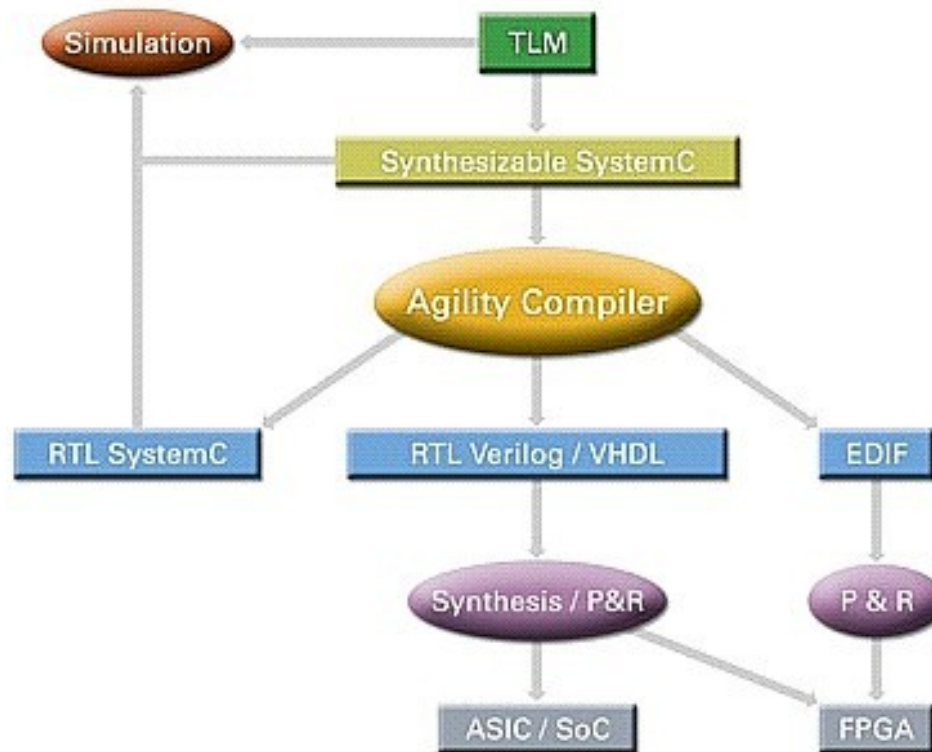 Simulation
TLM
Synthesizable SystemC
Agility Compiler
RTL SystemC
RTL Verilog / VHDL
EDIF
Synthesis / P&R
P & R
ASIC / SoC
FPGA